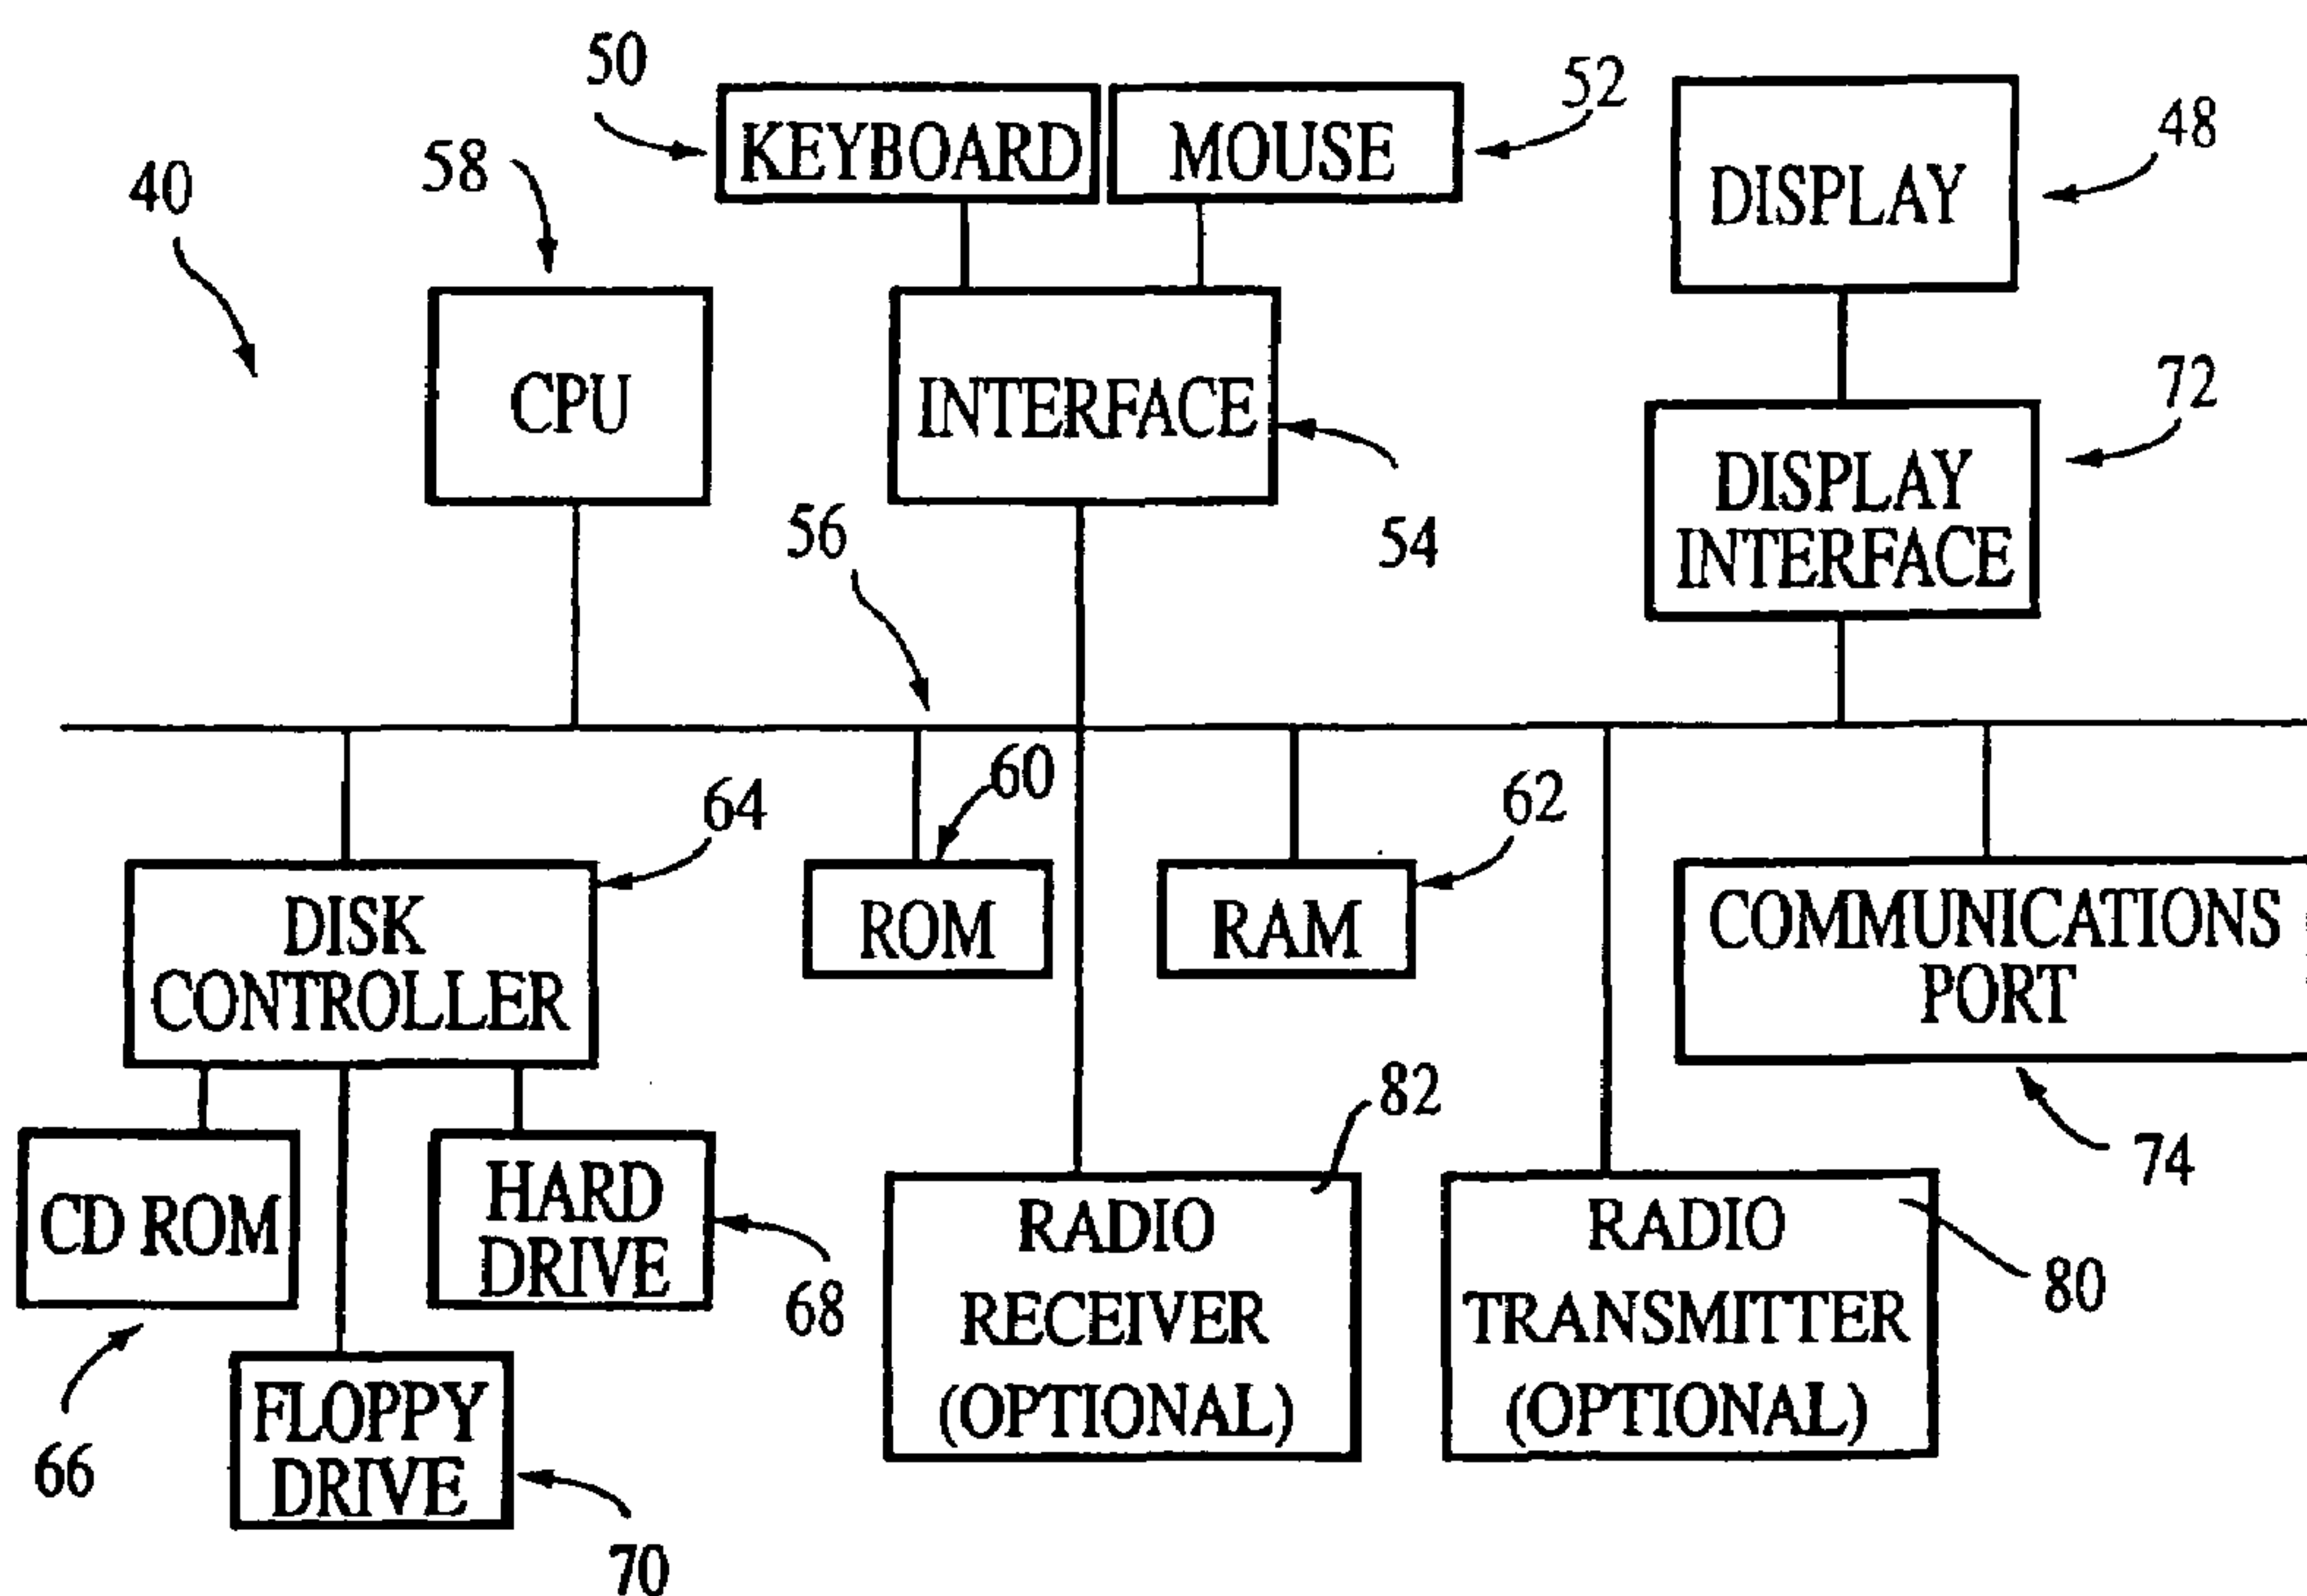 50
KEYBOARD
MOUSE
52
DISPLAY
48
40
58
CPU
INTERFACE
54
DISPLAY
INTERFACE
72
56
64
DISK
CONTROLLER
60
ROM
62
RAM
COMMUNICATIONS
PORT
74
CD ROM
66
HARD
DRIVE
68
FLOPPY
DRIVE
70
82
RADIO
RECEIVER
(OPTIONAL)
RADIO
TRANSMITTER
(OPTIONAL)
80